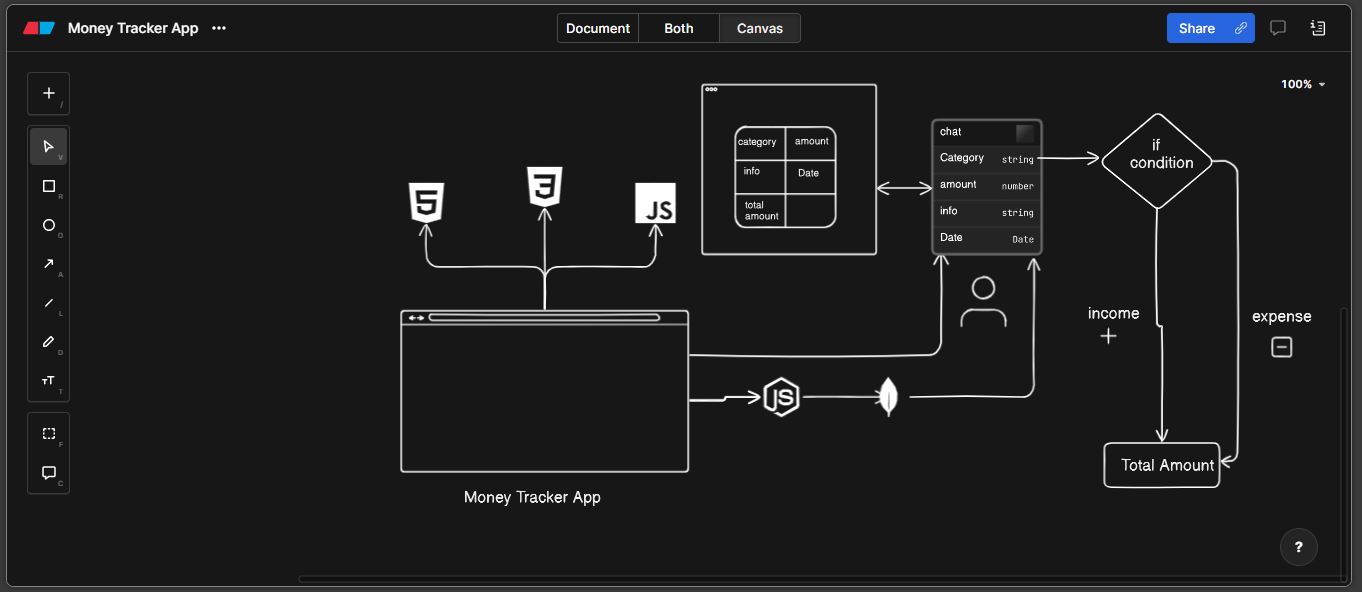 Money Tracker App
Document
Both
Canvas
Share
100%
/
V
R
O
A
L
D
TT
T
F
C
5
3
JS
category
amount
info
Date
total
amount
chat
Category string
amount number
info string
Date Date
if
condition
income
+
expense
JS
Total Amount
Money Tracker App
?